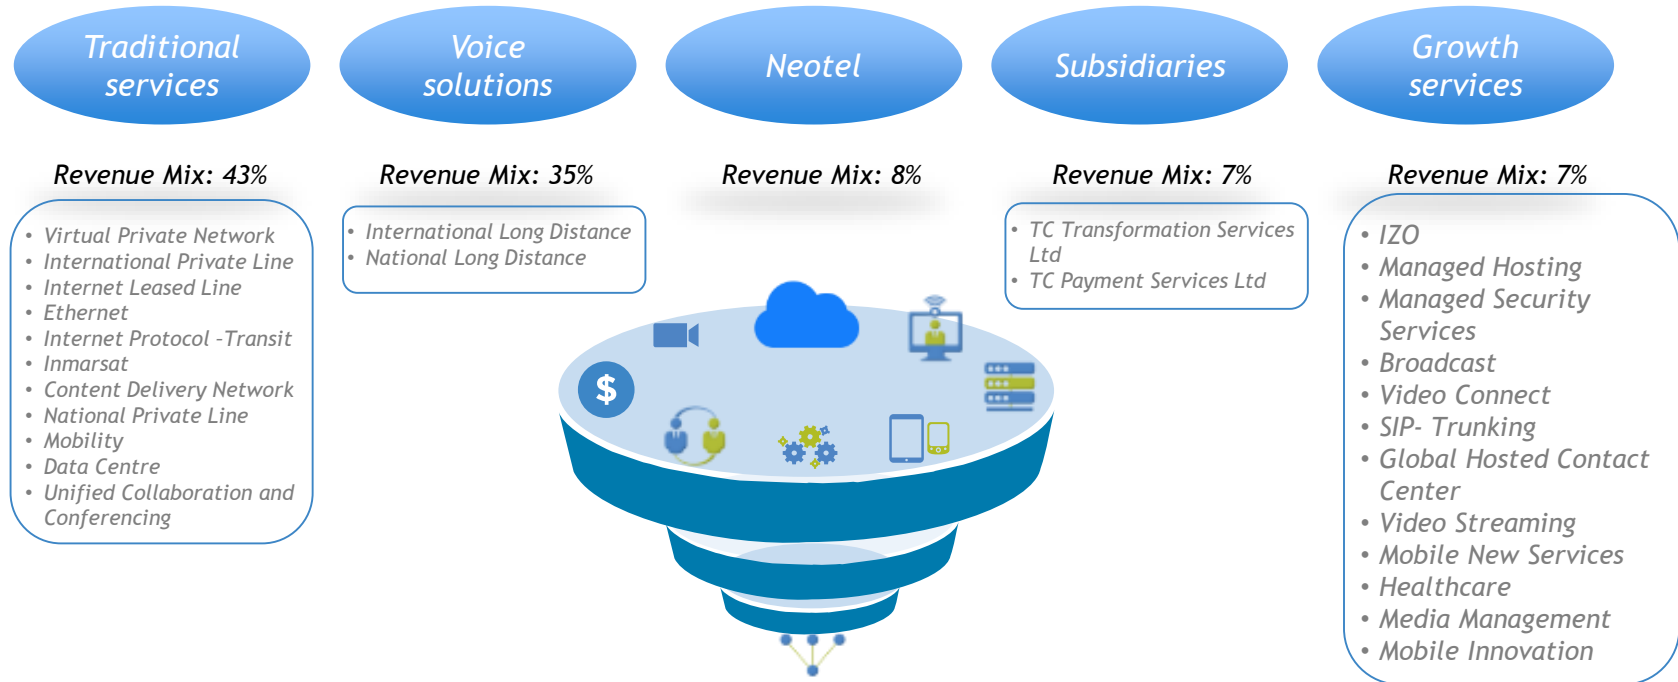 Traditional
services
Revenue Mix: 43%
• Virtual Private Network
• International Private Line
• Internet Leased Line
• Ethernet
• Internet Protocol -Transit
• Inmarsat
• Content Delivery Network
• National Private Line
• Mobility
• Data Centre
• Unified Collaboration and
Conferencing
Voice
solutions
Revenue Mix: 35%
• International Long Distance
• National Long Distance
Neotel
Revenue Mix: 8%
$
Subsidiaries
Revenue Mix: 7%
• TC Transformation Services
Ltd
• TC Payment Services Ltd
Growth
services
Revenue Mix: 7%
• IZO
• Managed Hosting
• Managed Security
Services
• Broadcast
• Video Connect
• SIP- Trunking
• Global Hosted Contact
Center
• Video Streaming
• Mobile New Services
• Healthcare
• Media Management
• Mobile Innovation